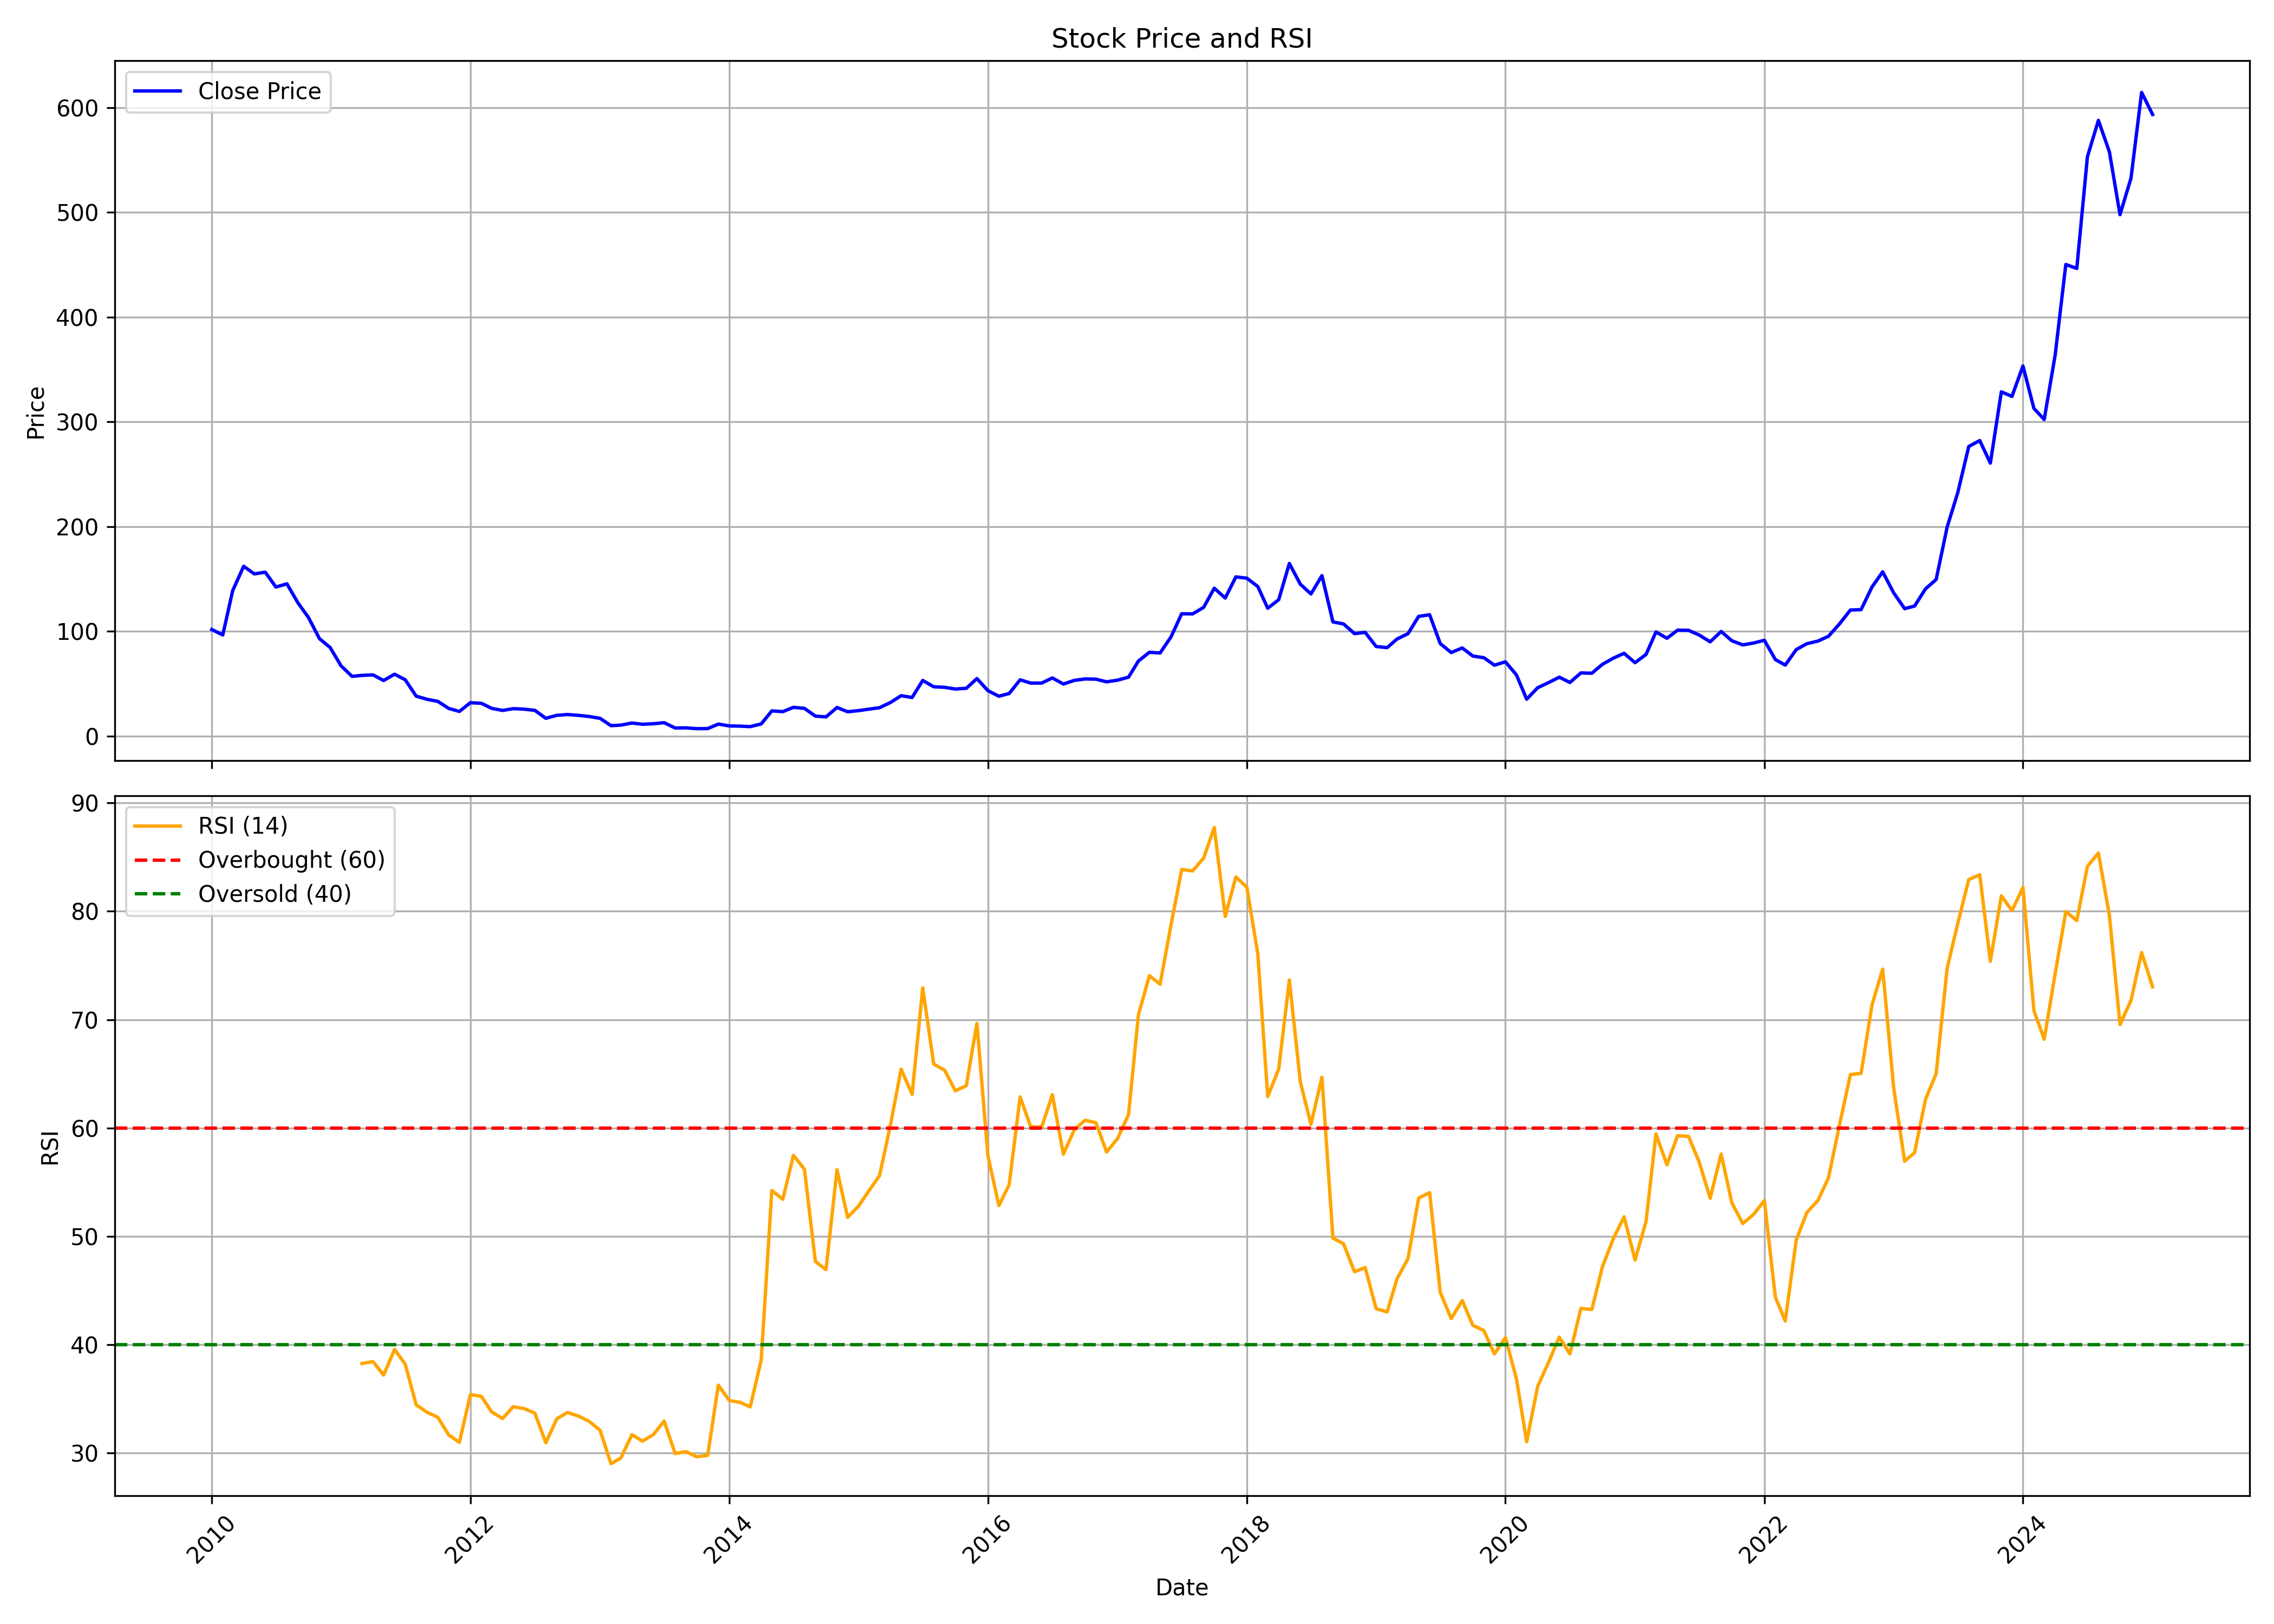 Stock Price and RSI
Close Price
600
500
400
300
200
100
0
Price
RSI (14)
Overbought (60)
Oversold (40)
90
80
70
60
50
40
30
RSI
2010
2012
2014
2016
2018
2020
2022
2024
Date